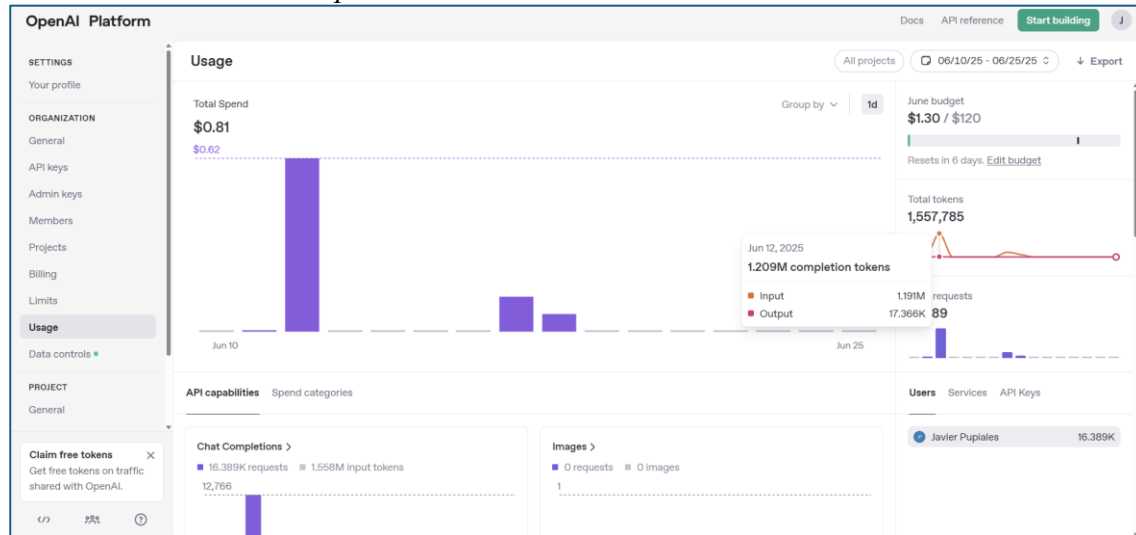 OpenAI Platform
Docs API reference Start building J
SETTINGS
Your profile
ORGANIZATION
General
API keys
Admin keys
Members
Projects
Billing
Limits
Usage
Data controls
PROJECT
General
Claim free tokens
Get free tokens on traffic
shared with OpenAI.
Usage
All projects 06/10/25 - 06/25/25 Export
Total Spend
Group by 1d
$0.81
$0.62
Jun 10 Jun 25
June budget
$1.30 / $120
Resets in 6 days. Edit budget
Total tokens
1,557,785
Jun 12, 2025
1.209M completion tokens
Input 1.191M
Output 17.366K
requests
89
API capabilities Spend categories
Chat Completions >
16.389K requests 1.558M input tokens
12,766
Images >
0 requests 0 images
1
Users Services API Keys
Javier Pupiales 16.389K